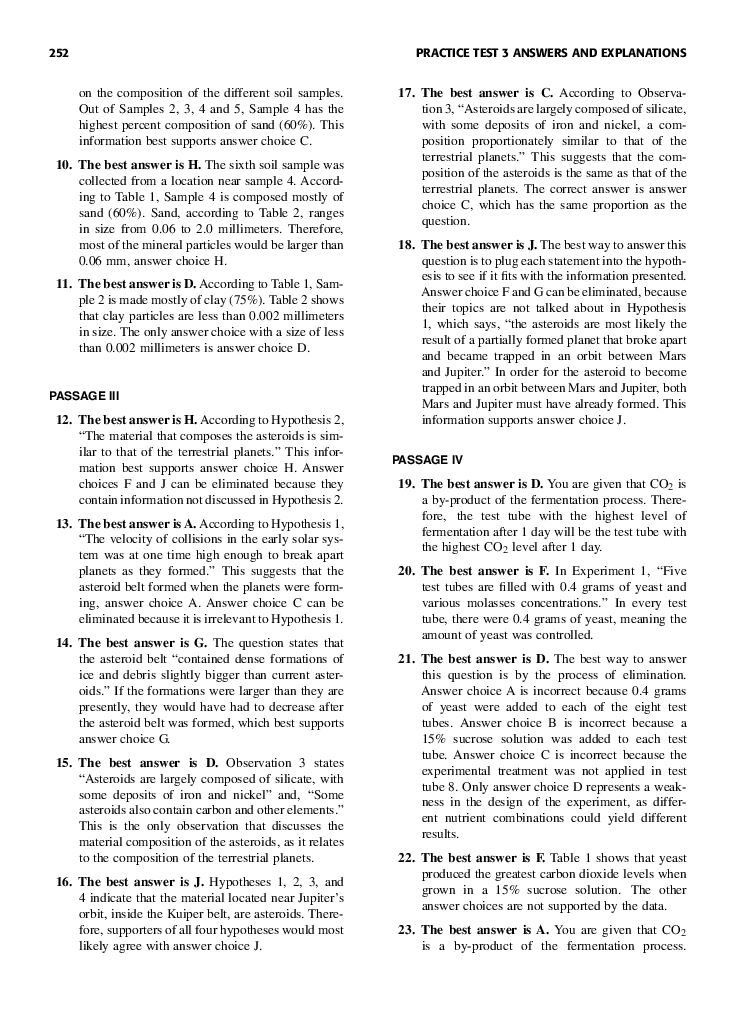 252
PRACTICE TEST 3 ANSWERS AND EXPLANATIONS
on the composition of the different soil samples.
Out of Samples 2, 3, 4 and 5, Sample 4 has the
highest percent composition of sand (60%). This
information best supports answer choice C.
10. The best answer is H. The sixth soil sample was
collected from a location near sample 4. Accord-
ing to Table 1, Sample 4 is composed mostly of
sand (60%). Sand, according to Table 2, ranges
in size from 0.06 to 2.0 millimeters. Therefore,
most of the mineral particles would be larger than
0.06 mm, answer choice H.
11. The best answer is D. According to Table 1, Sam-
ple 2 is made mostly of clay (75%). Table 2 shows
that clay particles are less than 0.002 millimeters
in size. The only answer choice with a size of less
than 0.002 millimeters is answer choice D.
PASSAGE III
12. The best answer is H. According to Hypothesis 2,
“The material that composes the asteroids is sim-
ilar to that of the terrestrial planets.” This infor-
mation best supports answer choice H. Answer
choices F and J can be eliminated because they
contain information not discussed in Hypothesis 2.
13. The best answer is A. According to Hypothesis 1,
“The velocity of collisions in the early solar sys-
tem was at one time high enough to break apart
planets as they formed.” This suggests that the
asteroid belt formed when the planets were form-
ing, answer choice A. Answer choice C can be
eliminated because it is irrelevant to Hypothesis 1.
14. The best answer is G. The question states that
the asteroid belt “contained dense formations of
ice and debris slightly bigger than current aster-
oids.” If the formations were larger than they are
presently, they would have had to decrease after
the asteroid belt was formed, which best supports
answer choice G.
15. The best answer is D. Observation 3 states
“Asteroids are largely composed of silicate, with
some deposits of iron and nickel” and, “Some
asteroids also contain carbon and other elements.”
This is the only observation that discusses the
material composition of the asteroids, as it relates
to the composition of the terrestrial planets.
16. The best answer is J. Hypotheses 1, 2, 3, and
4 indicate that the material located near Jupiter’s
orbit, inside the Kuiper belt, are asteroids. There-
fore, supporters of all four hypotheses would most
likely agree with answer choice J.
17. The best answer is C. According to Observa-
tion 3, “Asteroids are largely composed of silicate,
with some deposits of iron and nickel, a com-
position proportionately similar to that of the
terrestrial planets.” This suggests that the com-
position of the asteroids is the same as that of the
terrestrial planets. The correct answer is answer
choice C, which has the same proportion as the
question.
18. The best answer is J. The best way to answer this
question is to plug each statement into the hypoth-
esis to see if it fits with the information presented.
Answer choice F and G can be eliminated, because
their topics are not talked about in Hypothesis
1, which says, “the asteroids are most likely the
result of a partially formed planet that broke apart
and became trapped in an orbit between Mars
and Jupiter.” In order for the asteroid to become
trapped in an orbit between Mars and Jupiter, both
Mars and Jupiter must have already formed. This
information supports answer choice J.
PASSAGE IV
19. The best answer is D. You are given that CO₂ is
a by-product of the fermentation process. There-
fore, the test tube with the highest level of
fermentation after 1 day will be the test tube with
the highest CO₂ level after 1 day.
20. The best answer is F. In Experiment 1, “Five
test tubes are filled with 0.4 grams of yeast and
various molasses concentrations.” In every test
tube, there were 0.4 grams of yeast, meaning the
amount of yeast was controlled.
21. The best answer is D. The best way to answer
this question is by the process of elimination.
Answer choice A is incorrect because 0.4 grams
of yeast were added to each of the eight test
tubes. Answer choice B is incorrect because a
15% sucrose solution was added to each test
tube. Answer choice C is incorrect because the
experimental treatment was not applied in test
tube 8. Only answer choice D represents a weak-
ness in the design of the experiment, as differ-
ent nutrient combinations could yield different
results.
22. The best answer is F. Table 1 shows that yeast
produced the greatest carbon dioxide levels when
grown in a 15% sucrose solution. The other
answer choices are not supported by the data.
23. The best answer is A. You are given that CO₂
is a by-product of the fermentation process.